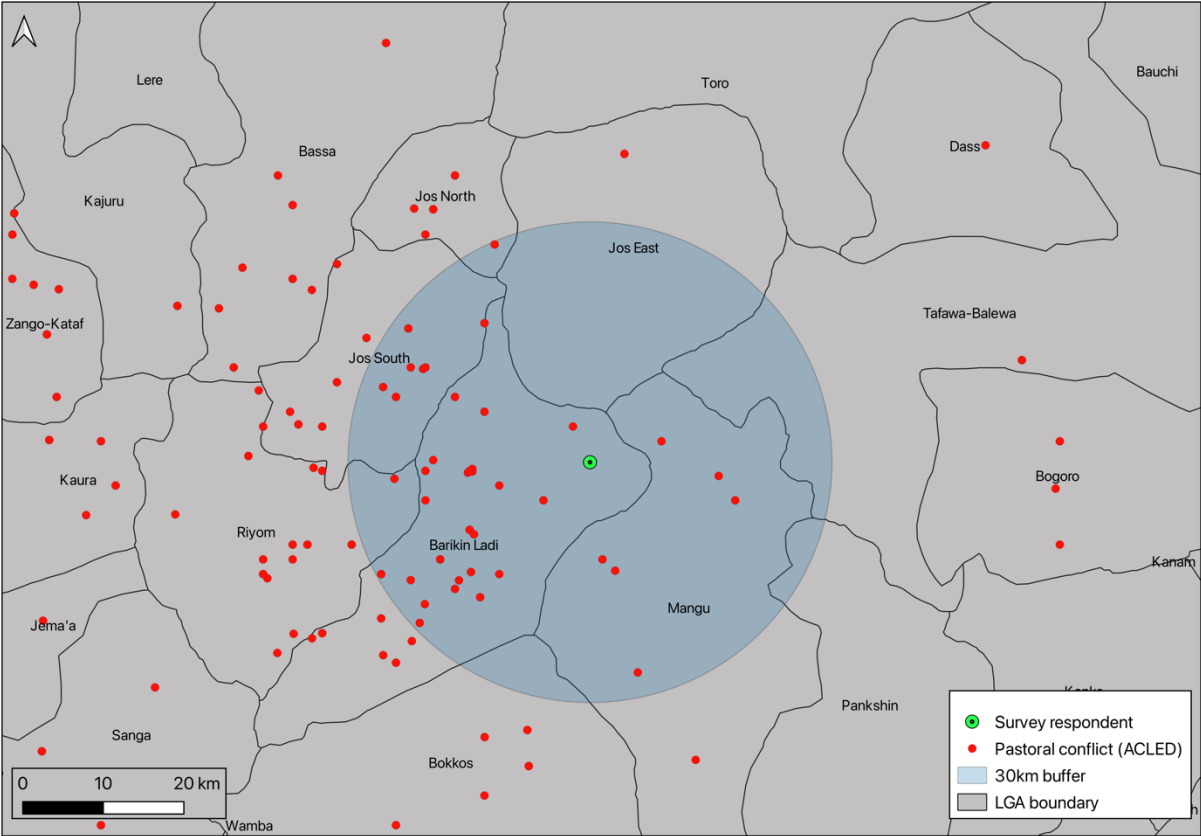 Lere
Toro
Bauchi
Bassa
Dass
Kajuru
Jos North
Jos East
Zango-Kataf
Tafawa-Balewa
Jos South
Kaura
Bogoro
Riyom
Barikin Ladi
Kanam
Jema'a
Mangu
Pankshin
Sanga
Bokkos
Wamba
0 10 20 km
Survey respondent
Pastoral conflict (ACLED)
30km buffer
LGA boundary